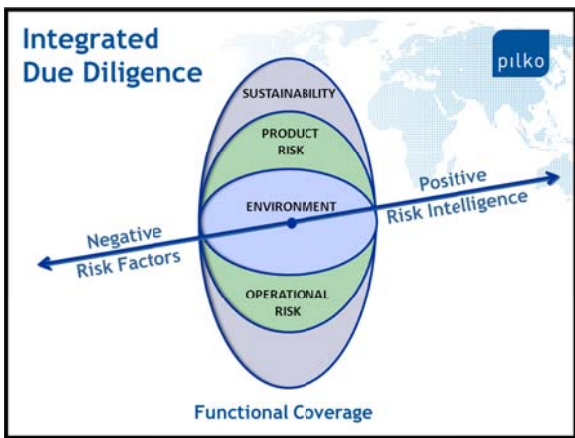 Integrated
Due Diligence
pilko
SUSTAINABILITY
PRODUCT
RISK
ENVIRONMENT
Positive
Risk Intelligence
Negative
Risk Factors
OPERATIONAL
RISK
Functional Coverage